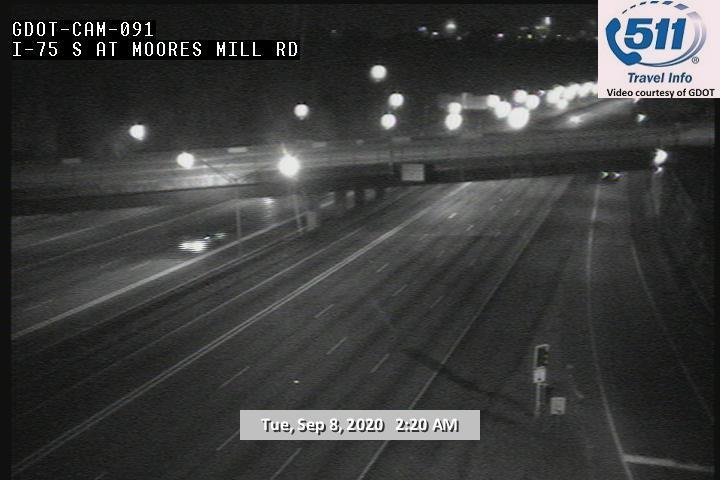 GDOT-CAM-091
I-75 S AT MOORES MILL RD
511
®
Travel Info
Video courtesy of GDOT
Tue, Sep 8, 2020 2:20 AM